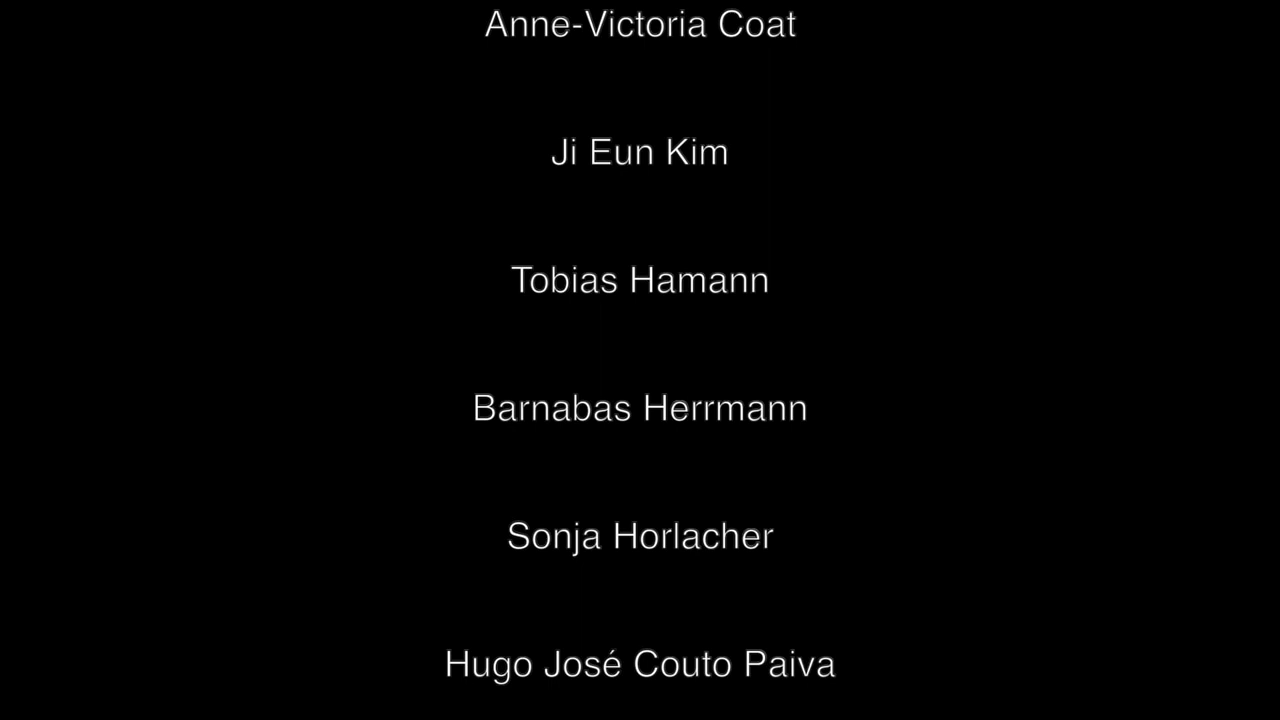 Anne-Victoria Coat
Ji Eun Kim
Tobias Hamann
Barnabas Herrmann
Sonja Horlacher
Hugo José Couto Paiva